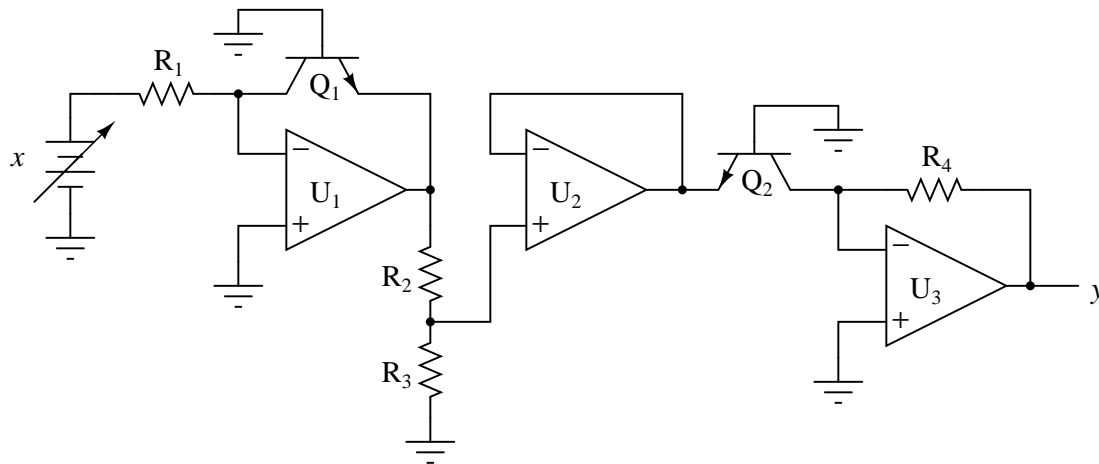 x
R1
Q1
−
U1
+
R2
R3
−
U2
+
Q2
R4
−
U3
+
y